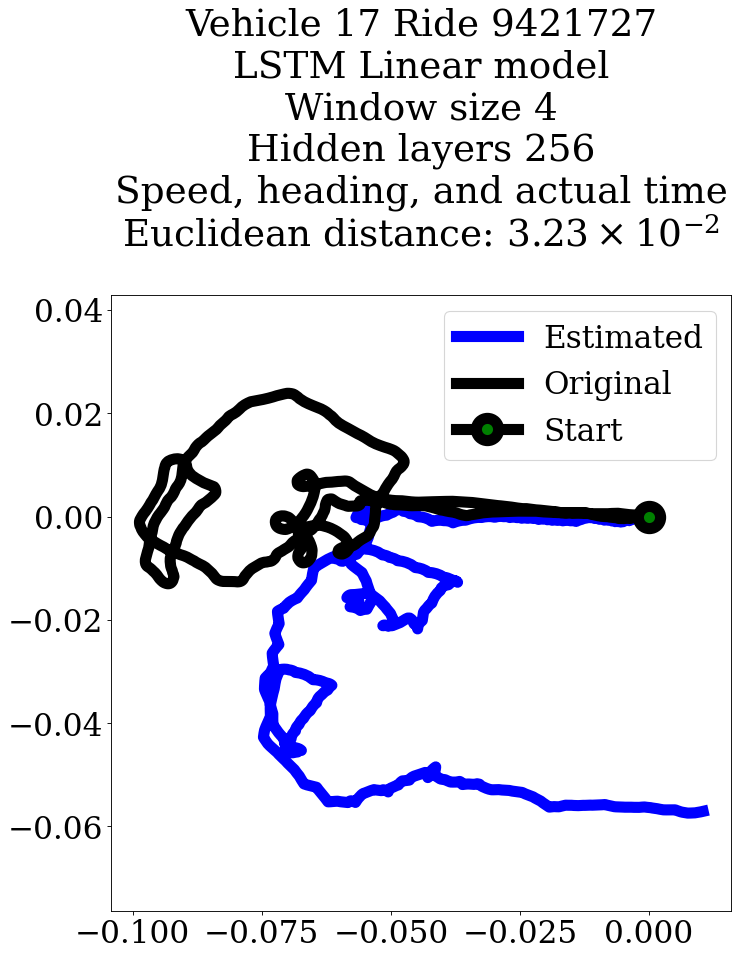 Vehicle 17 Ride 9421727
LSTM Linear model
Window size 4
Hidden layers 256
Speed, heading, and actual time
Euclidean distance: 3.23 × 10⁻²
Estimated
Original
Start
0.04
0.02
0.00
−0.02
−0.04
−0.06
−0.100 −0.075 −0.050 −0.025 0.000